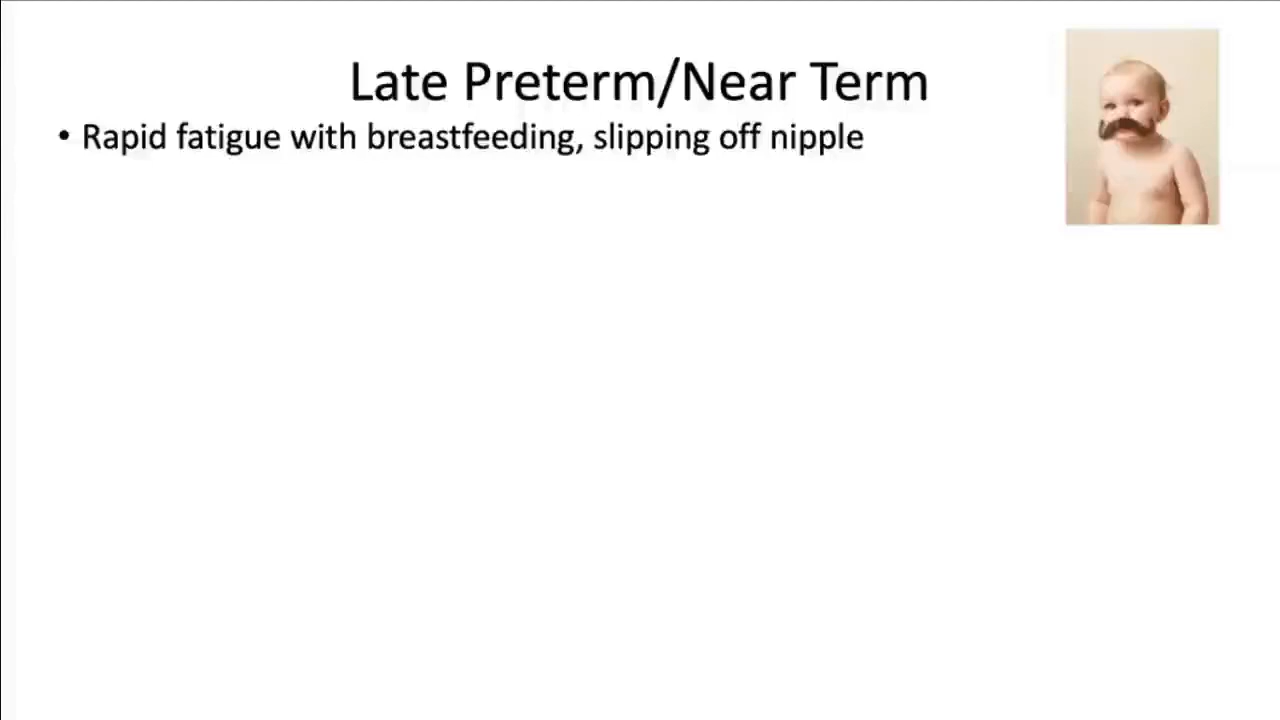 Late Preterm/Near Term
• Rapid fatigue with breastfeeding, slipping off nipple